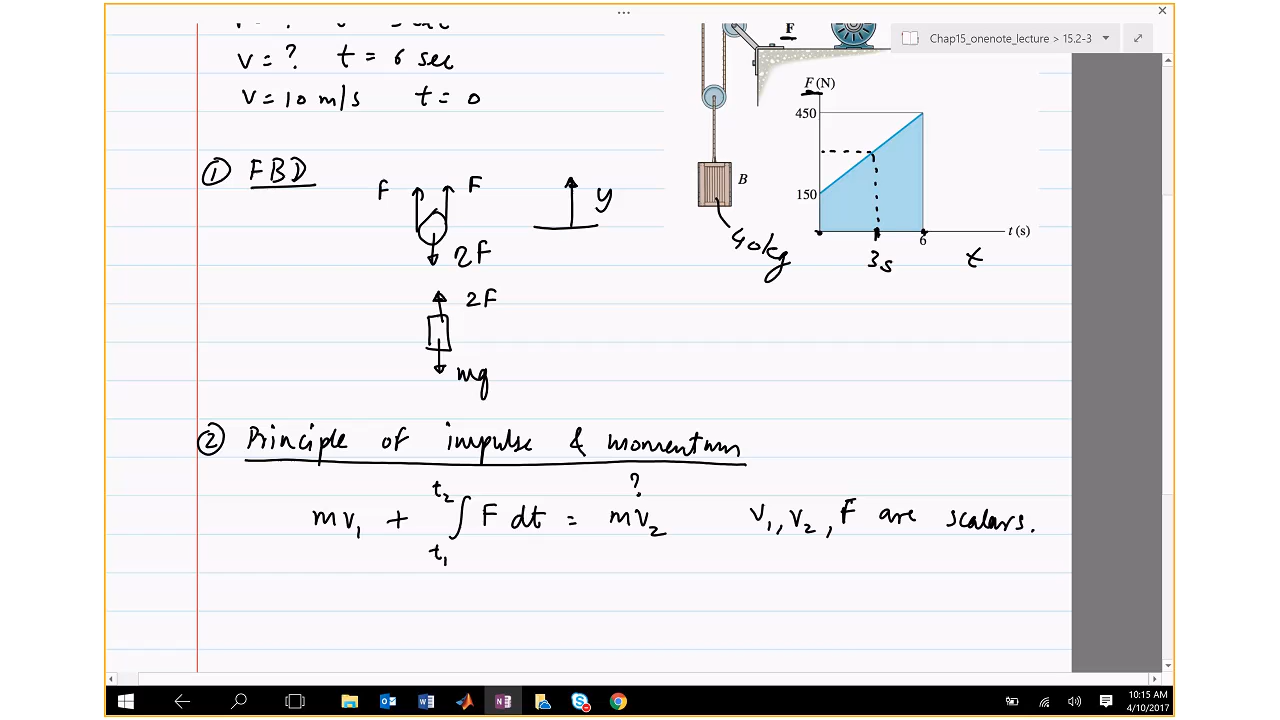 V = ? t = 6 sec
V = 10 m/s t = 0
Chap15_onenote_lecture > 15.2-3
F
F (N)
450
150
6
t (s)
3s
t
B
40kg
① FBD
F F
y
2F
2F
mg
② Principle of impulse & momentum
?
t₂
mv₁ + ∫ F dt = mv₂ V₁, V₂, F are scalars.
t₁
10:15 AM
4/10/2017